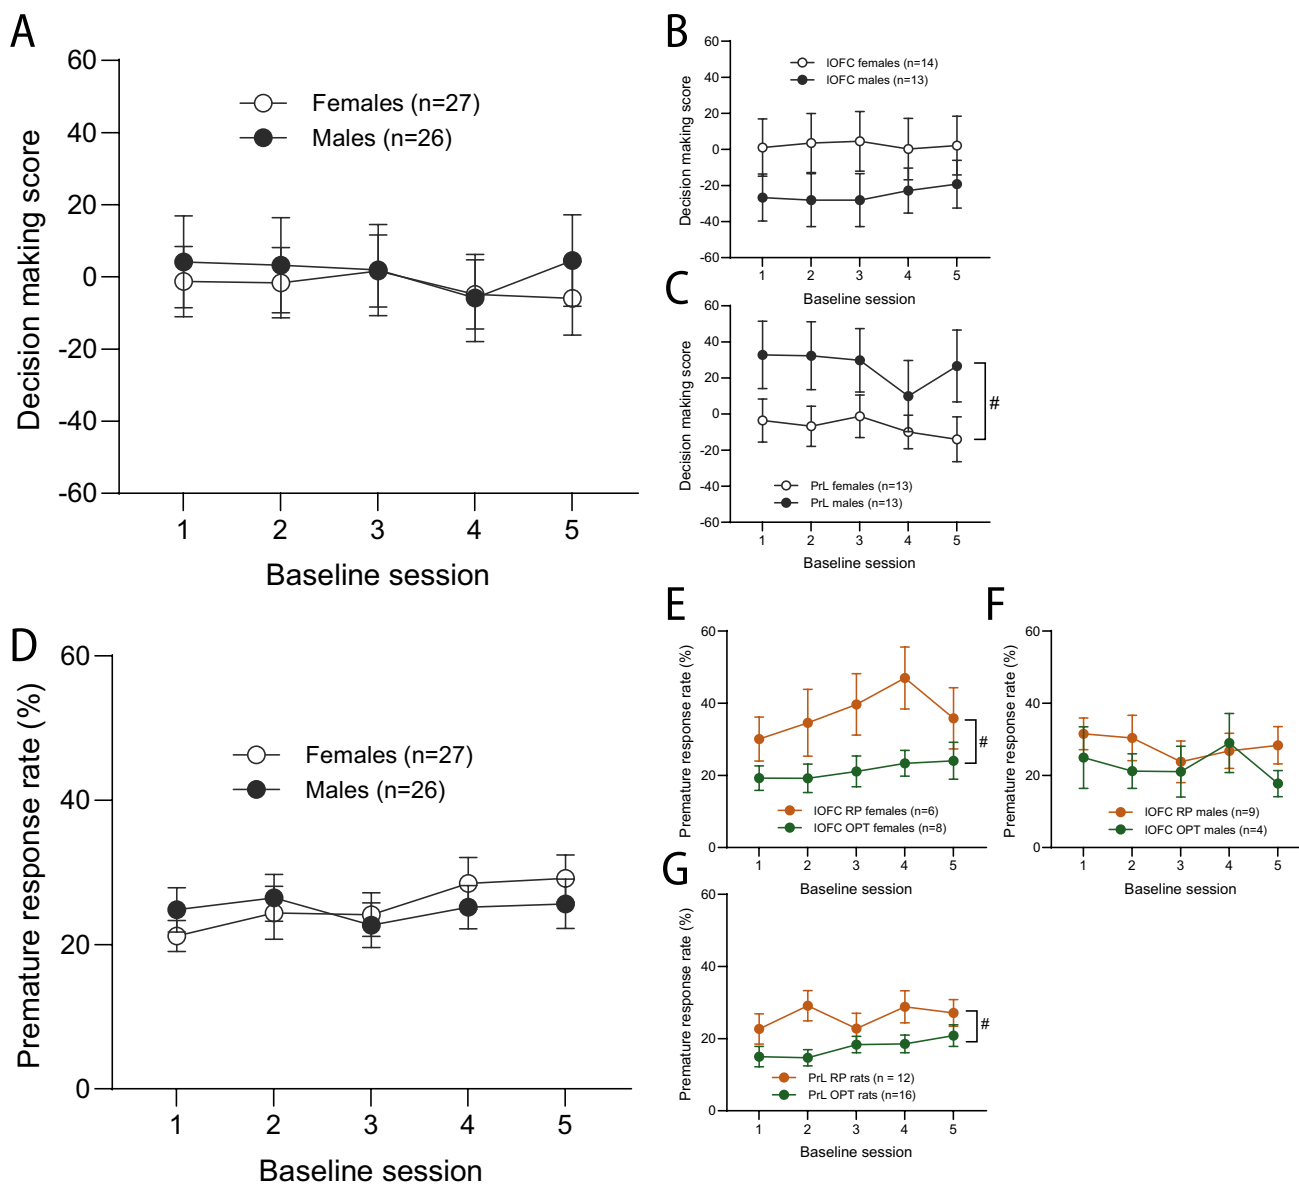 A
Decision making score
60
40
20
0
-20
-40
-60
Females (n=27)
Males (n=26)
1 2 3 4 5
Baseline session
B
Decision making score
60
40
20
0
-20
-40
-60
lOFC females (n=14)
lOFC males (n=13)
1 2 3 4 5
Baseline session
C
Decision making score
60
40
20
0
-20
-40
-60
#
PrL females (n=13)
PrL males (n=13)
1 2 3 4 5
Baseline session
D
Premature response rate (%)
60
40
20
0
Females (n=27)
Males (n=26)
1 2 3 4 5
Baseline session
E
Premature response rate (%)
60
40
20
0
#
lOFC RP females (n=6)
lOFC OPT females (n=8)
1 2 3 4 5
Baseline session
F
Premature response rate (%)
60
40
20
0
lOFC RP males (n=9)
lOFC OPT males (n=4)
1 2 3 4 5
Baseline session
G
Premature response rate (%)
60
40
20
0
#
PrL RP rats (n = 12)
PrL OPT rats (n=16)
1 2 3 4 5
Baseline session